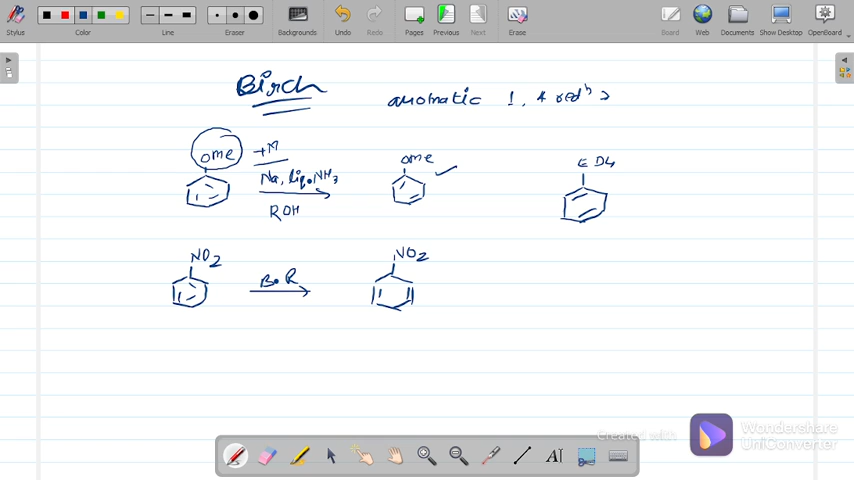 Stylus
Color
Line
Eraser
Backgrounds
Undo
Redo
Pages
Previous
Next
Erase
Board
Web
Documents
Show Desktop
OpenBoard
Birch
aromatic 1, 4 redⁿ
OMe
+M
Na, liq. NH3
ROH
OMe
EDG
NO2
B.R
NO2
Created with
Wondershare
UniConverter